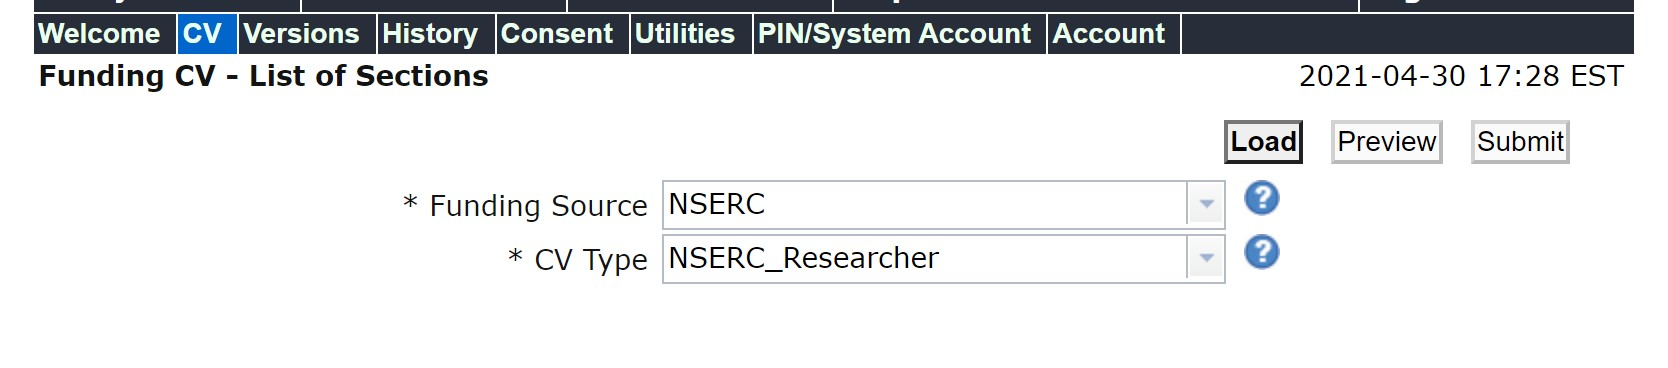 Welcome CV Versions History Consent Utilities PIN/System Account Account
Funding CV - List of Sections 2021-04-30 17:28 EST
Load Preview Submit
* Funding Source NSERC ?
* CV Type NSERC_Researcher ?